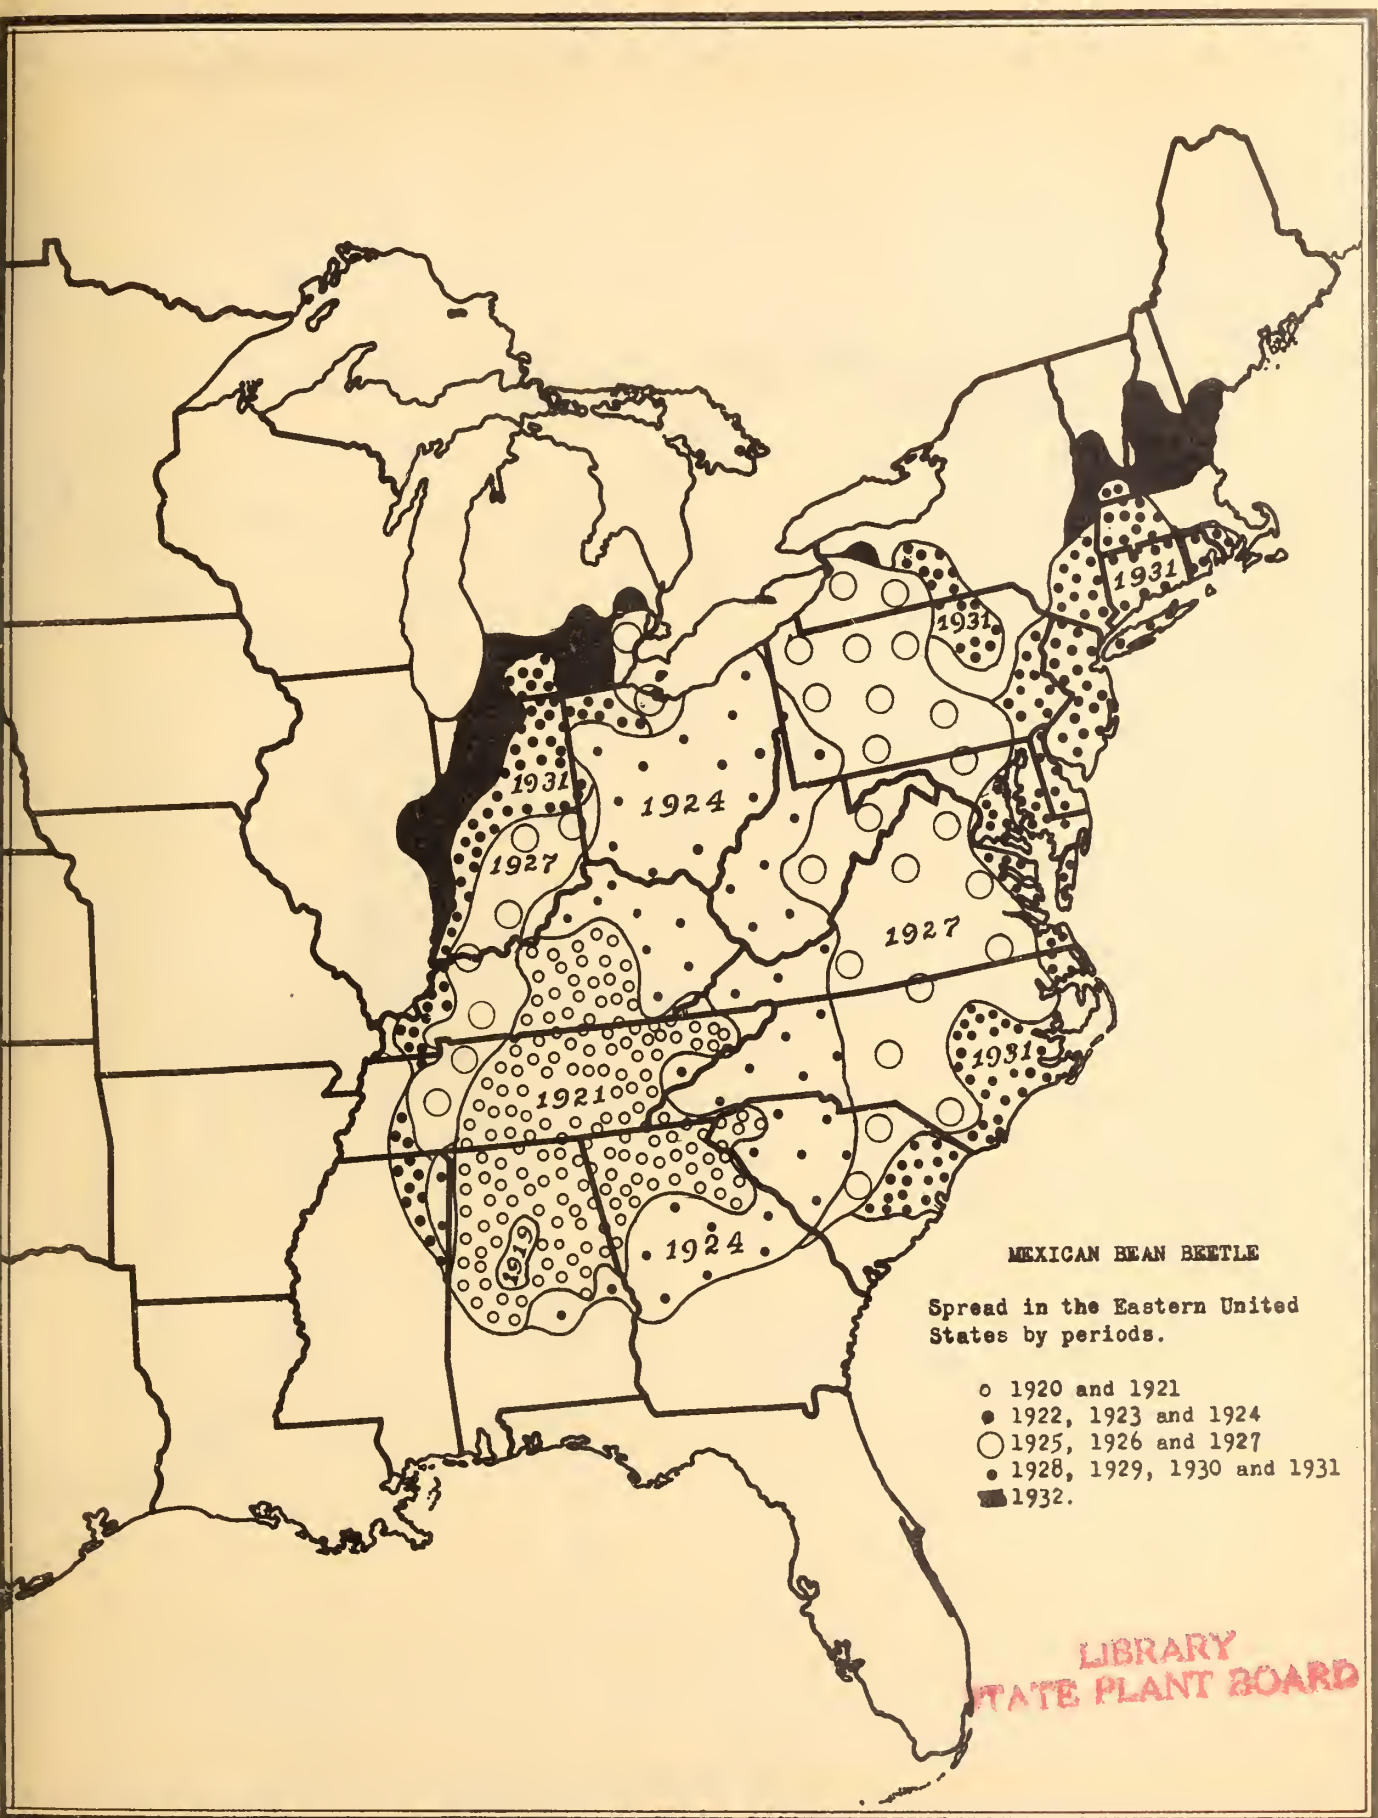 1931
1931
1931
1924
1927
1927
1931
1921
1924
1919
MEXICAN BEAN BEETLE
Spread in the Eastern United
States by periods.
1920 and 1921
1922, 1923 and 1924
1925, 1926 and 1927
1928, 1929, 1930 and 1931
1932.
LIBRARY
STATE PLANT BOARD